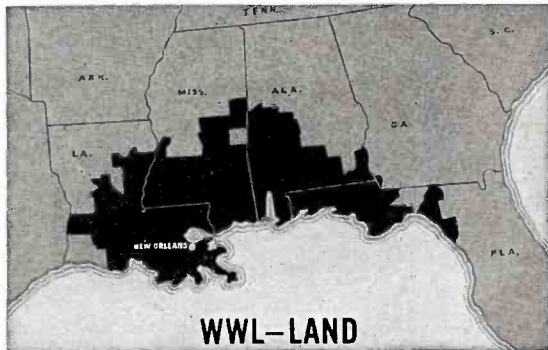 TENN.
S. C.
ARK.
MISS.
ALA.
GA.
LA.
NEW ORLEANS
FLA.
WWL–LAND